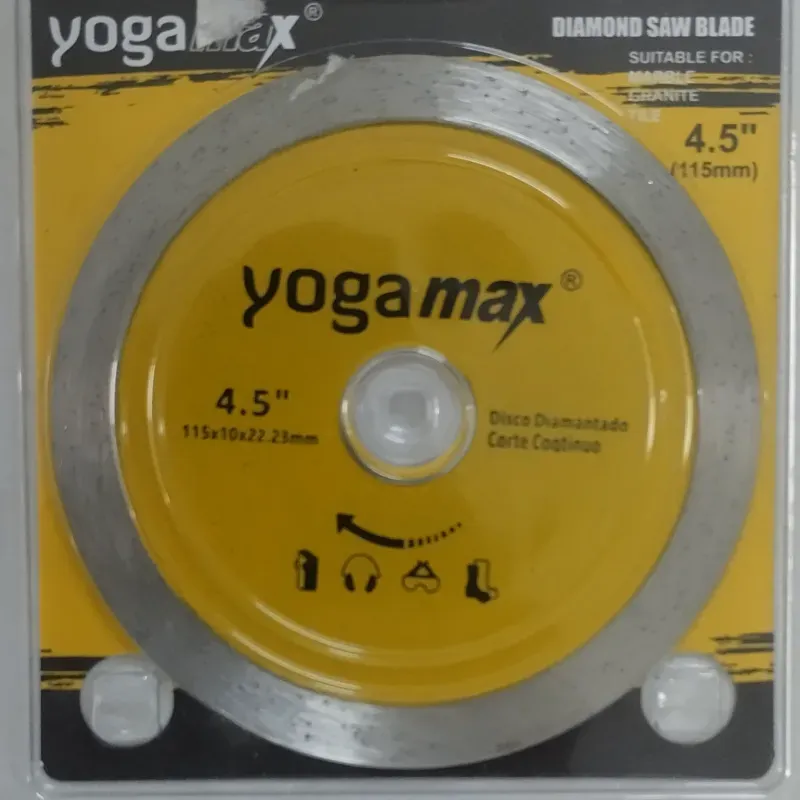 yogamax®
DIAMOND SAW BLADE
SUITABLE FOR :
MARBLE
GRANITE
TILE
4.5"
(115mm)
yogamax®
4.5"
115x10x22.23mm
Disco Diamantado
Corte Continuo